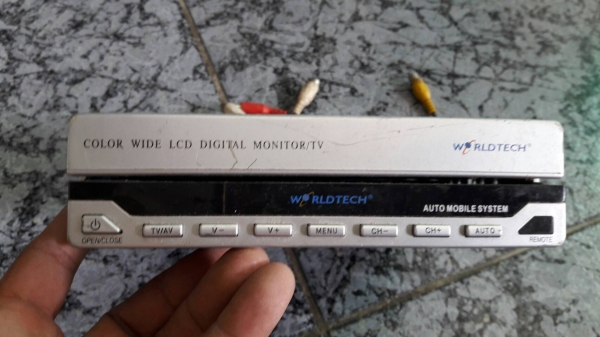 COLOR WIDE LCD DIGITAL MONITOR/TV
WORLDTECH®
WORLDTECH®
AUTO MOBILE SYSTEM
TV/AV V− V+ MENU CH− CH+ AUTO
OPEN/CLOSE REMOTE